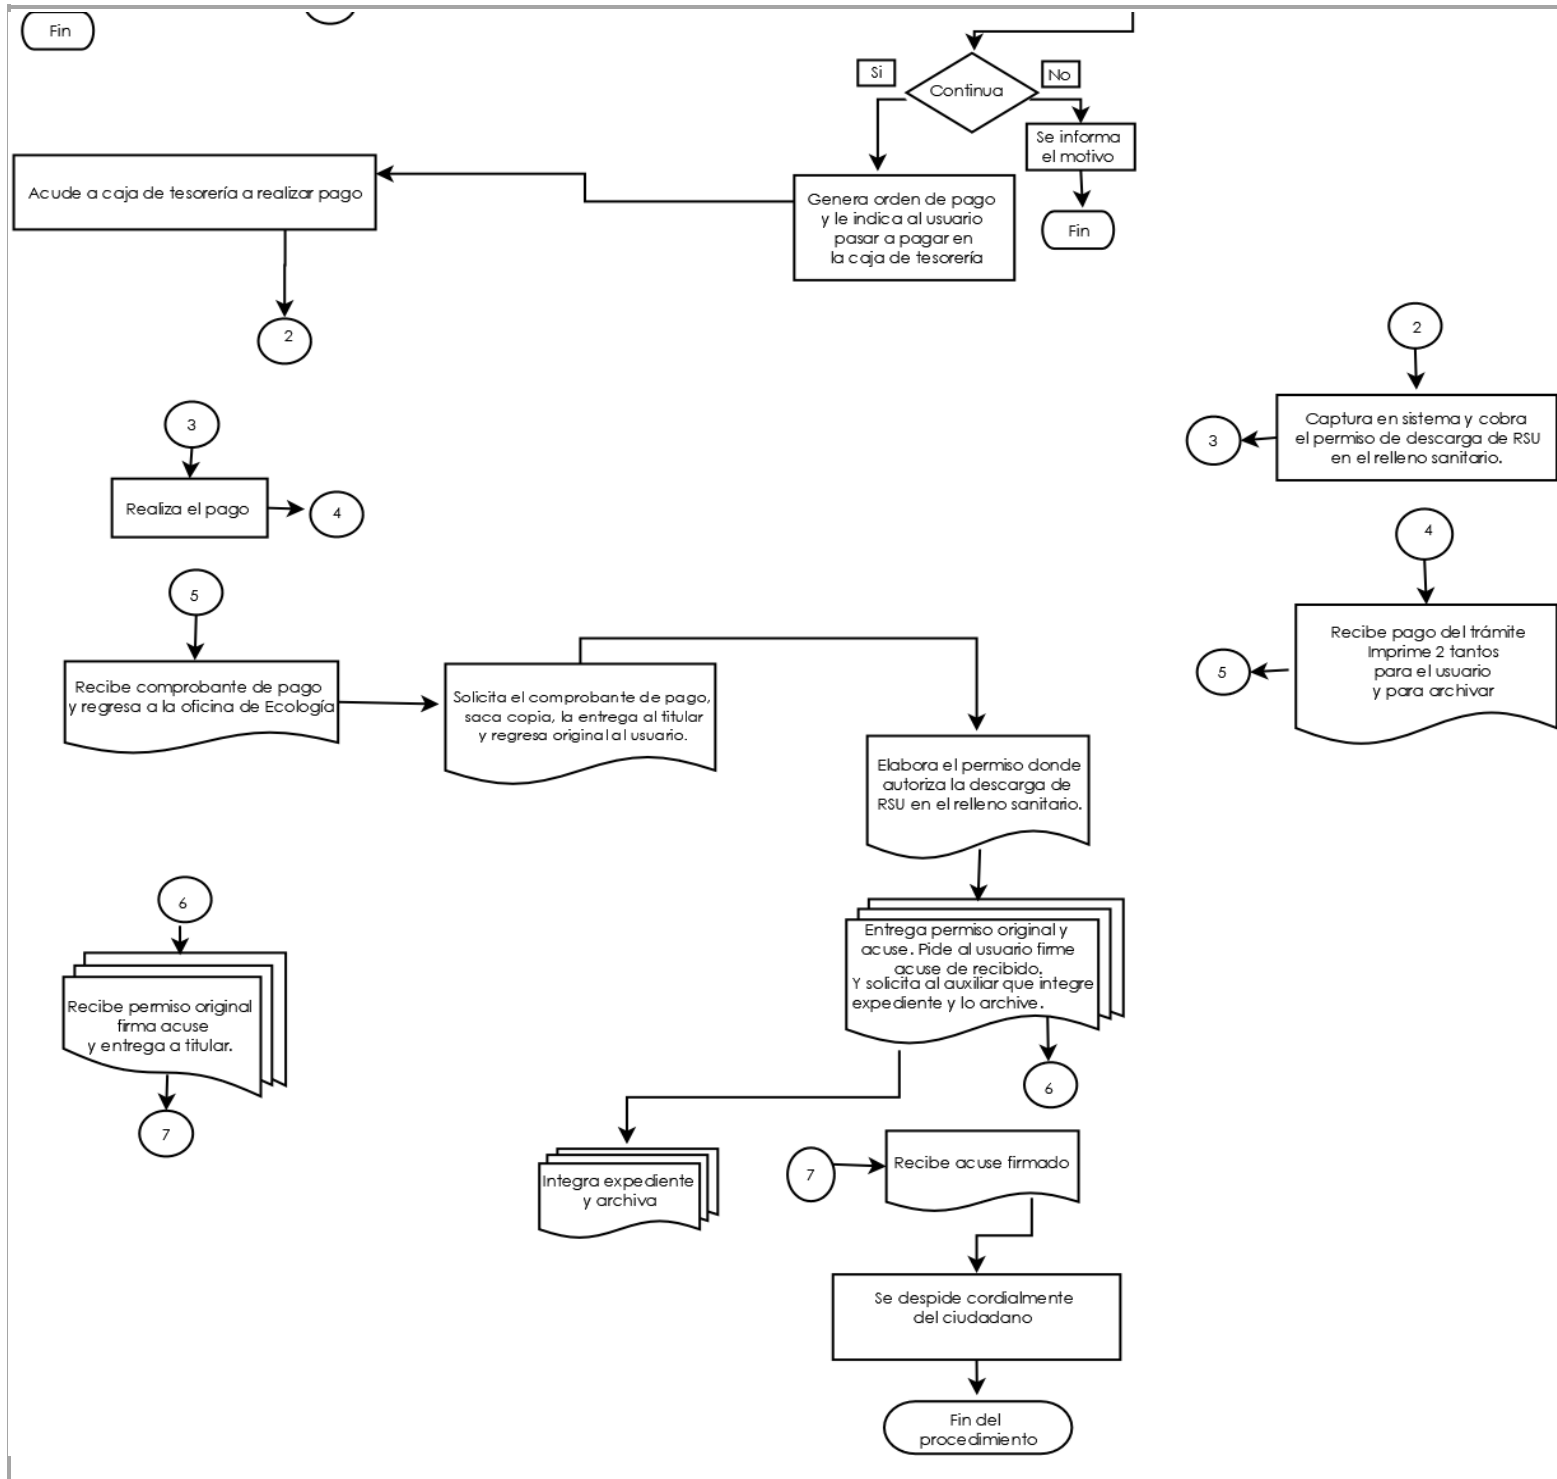 Fin
Si
No
Continua
Se informa
el motivo
Fin
Acude a caja de tesorería a realizar pago
Genera orden de pago
y le indica al usuario
pasar a pagar en
la caja de tesorería
2
2
Captura en sistema y cobra
el permiso de descarga de RSU
en el relleno sanitario.
3
3
Realiza el pago
4
4
Recibe pago del trámite
Imprime 2 tantos
para el usuario
y para archivar
5
5
Recibe comprobante de pago
y regresa a la oficina de Ecología
Solicita el comprobante de pago,
saca copia, la entrega al titular
y regresa original al usuario.
Elabora el permiso donde
autoriza la descarga de
RSU en el relleno sanitario.
Entrega permiso original y
acuse. Pide al usuario firme
acuse de recibido.
Y solicita al auxiliar que integre
expediente y lo archive.
6
6
Recibe permiso original
firma acuse
y entrega a titular.
7
Integra expediente
y archiva
7
Recibe acuse firmado
Se despide cordialmente
del ciudadano
Fin del
procedimiento